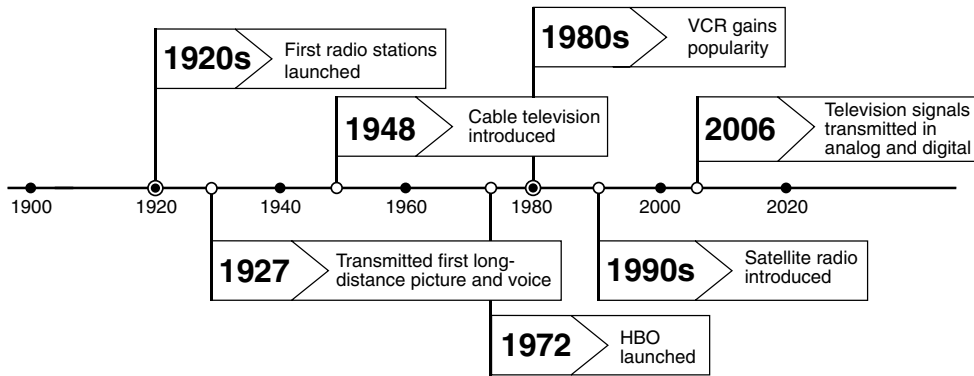 1920s
First radio stations
launched
1980s
VCR gains
popularity
1948
Cable television
introduced
2006
Television signals
transmitted in
analog and digital
1900
1920
1940
1960
1980
2000
2020
1927
Transmitted first long-
distance picture and voice
1990s
Satellite radio
introduced
1972
HBO
launched